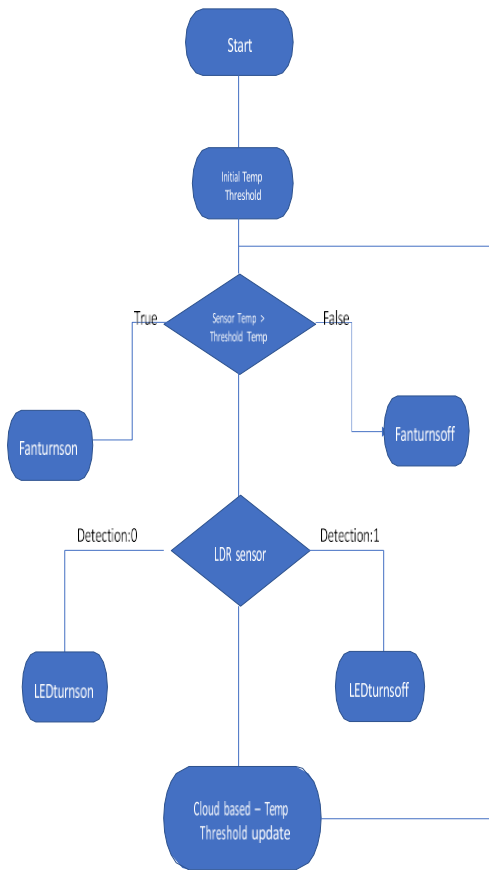 Start
Initial Temp
Threshold
True
Sensor Temp >
Threshold Temp
False
Fanturnson
Fanturnsoff
Detection:0
LDR sensor
Detection:1
LEDturnson
LEDturnsoff
Cloud based – Temp
Threshold update